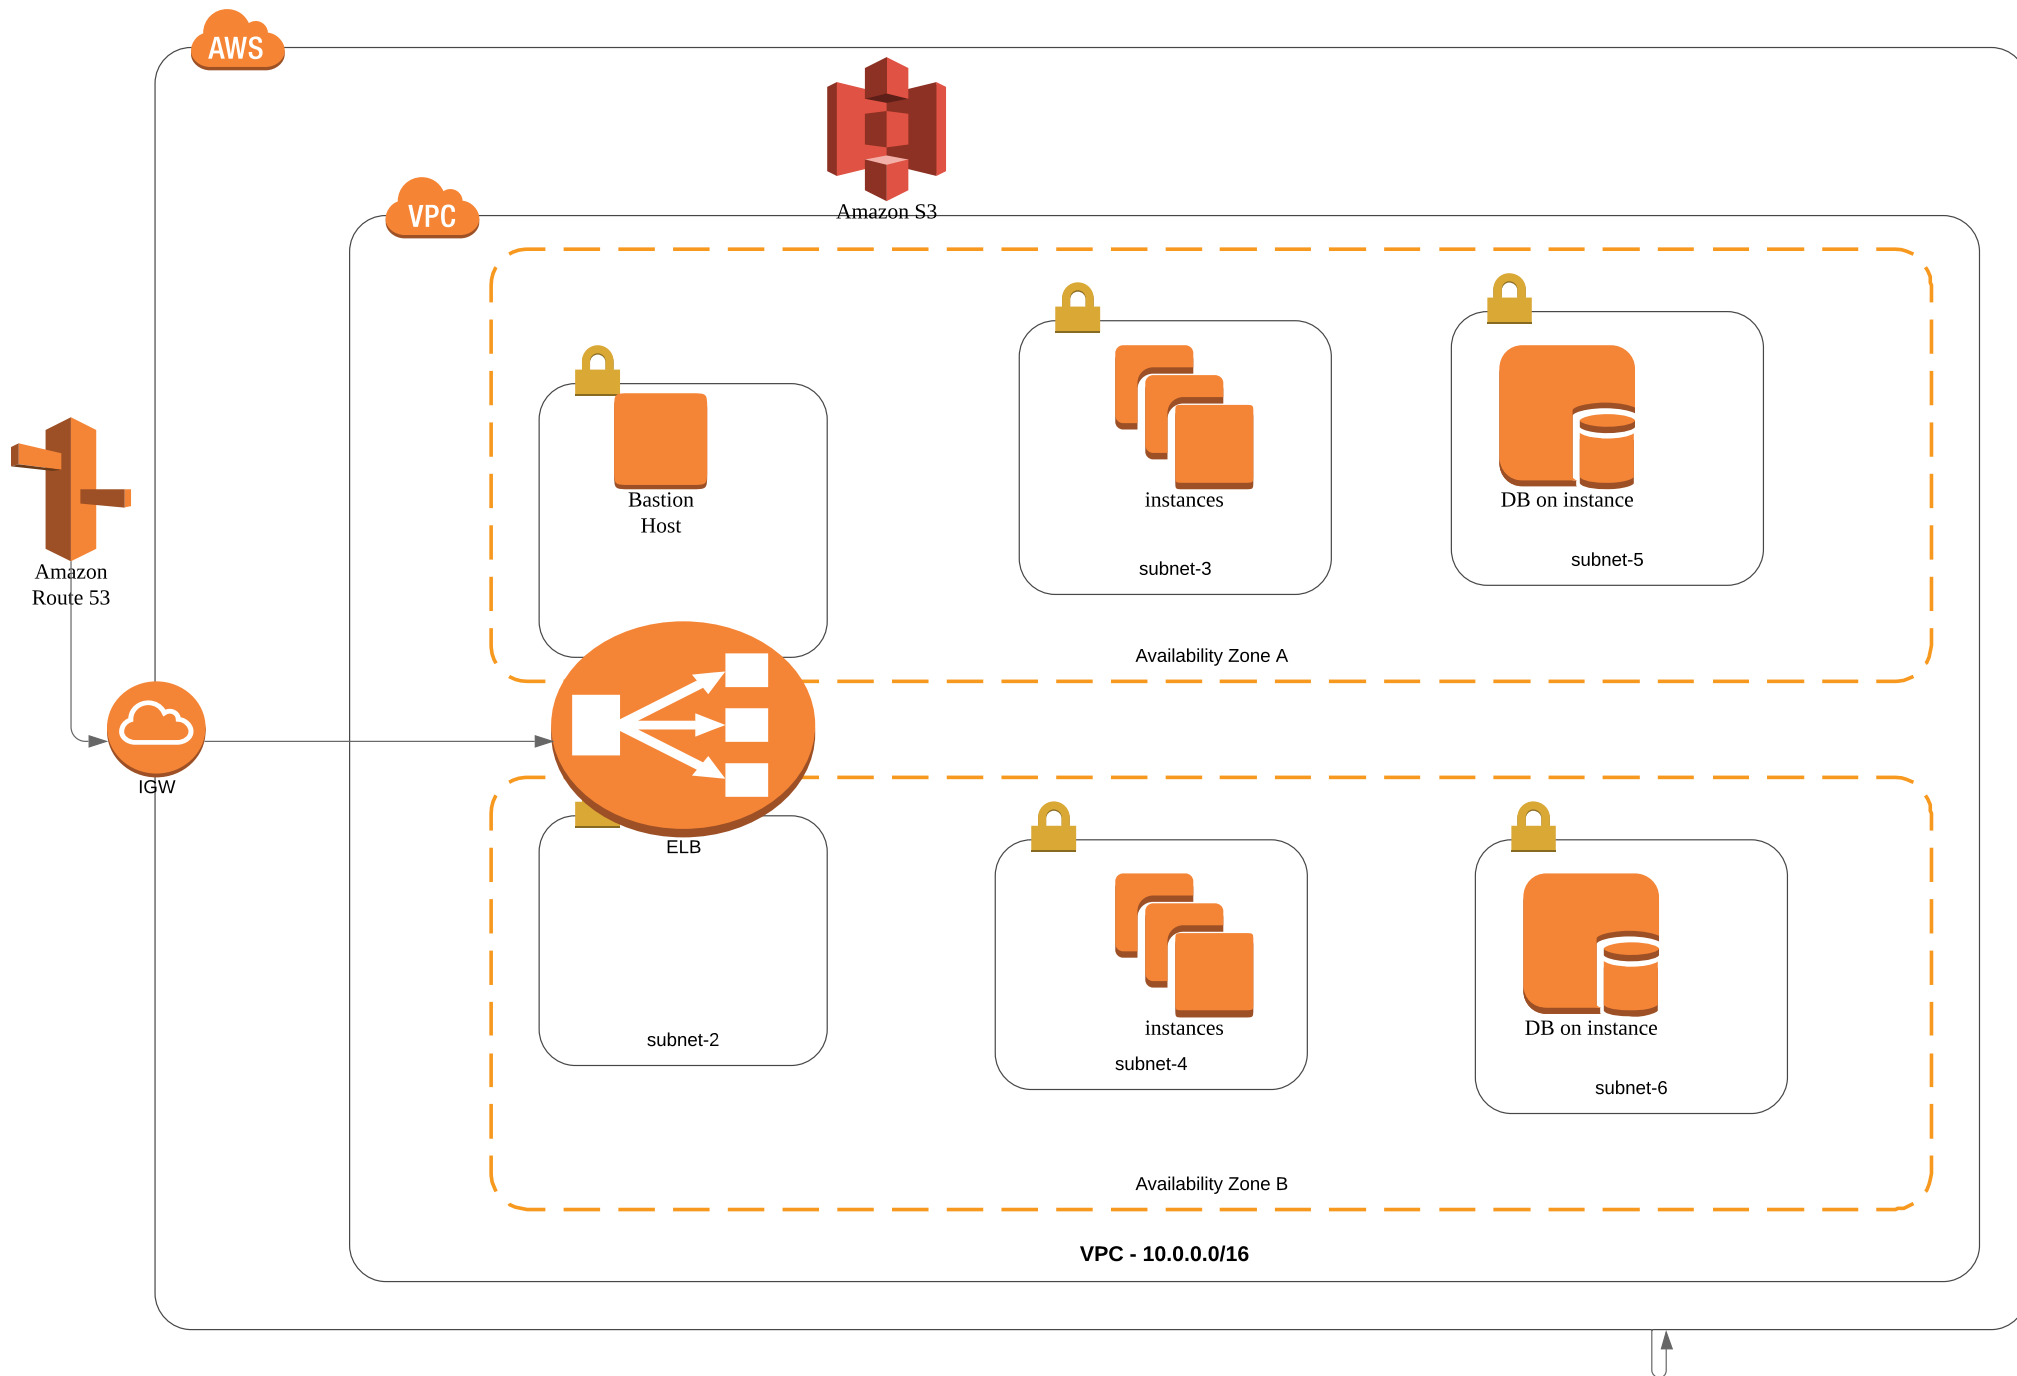 AWS
Amazon S3
VPC
Bastion
Host
instances
subnet-3
DB on instance
subnet-5
Availability Zone A
Amazon
Route 53
IGW
ELB
subnet-2
instances
subnet-4
DB on instance
subnet-6
Availability Zone B
VPC - 10.0.0.0/16